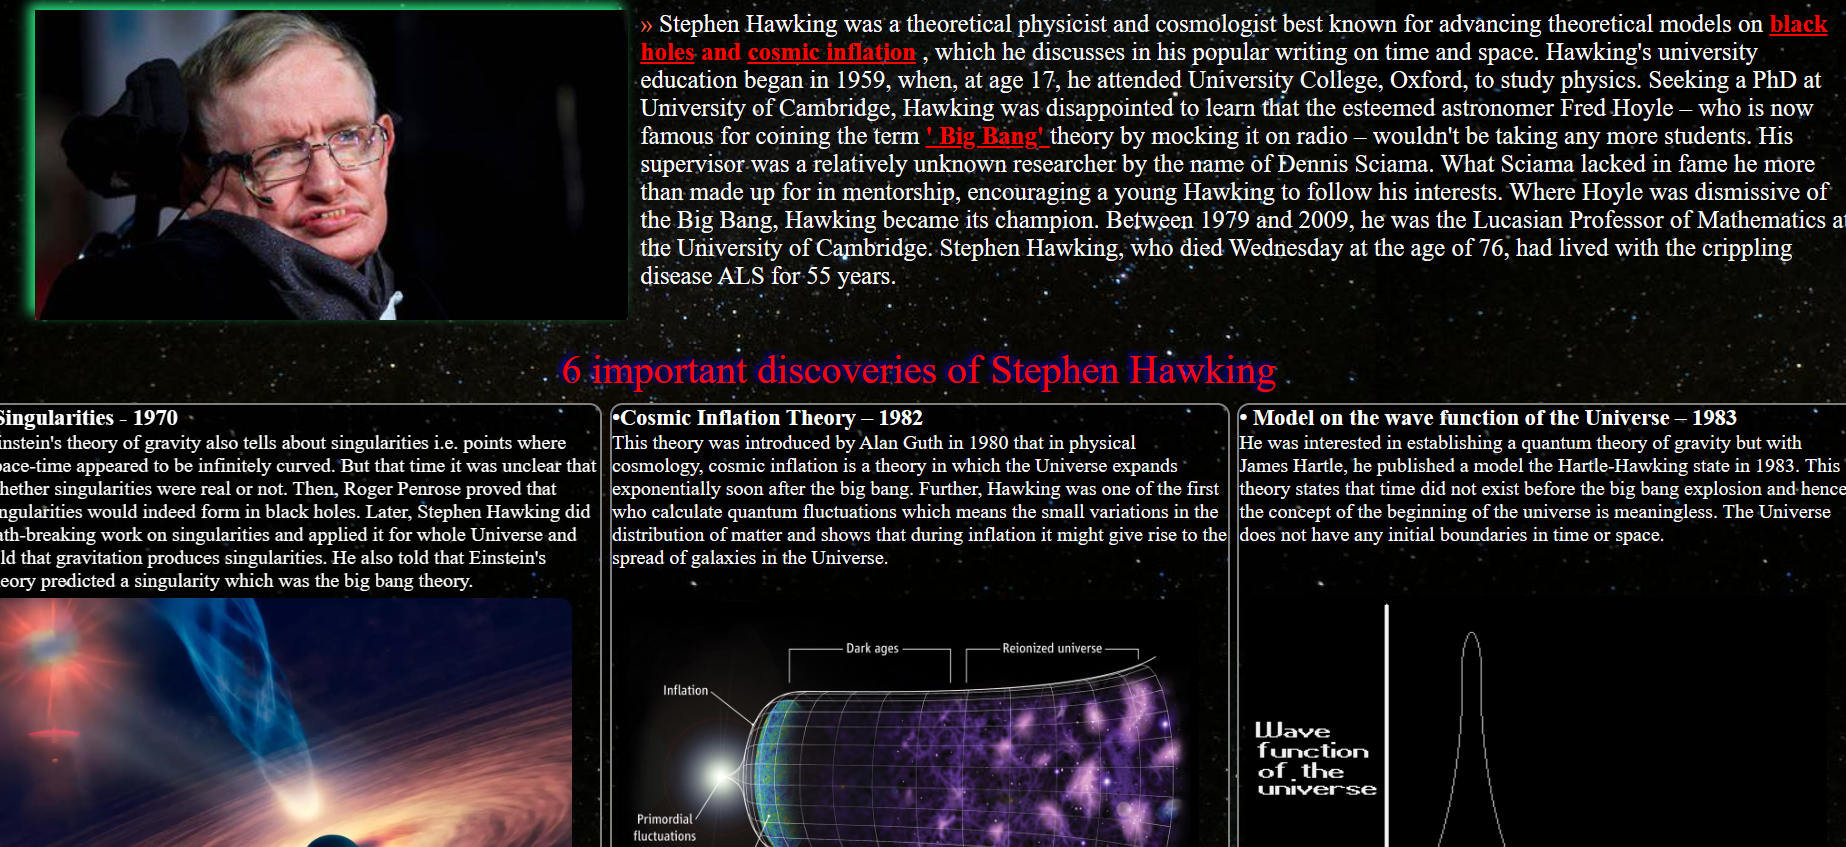 » Stephen Hawking was a theoretical physicist and cosmologist best known for advancing theoretical models on black
holes and cosmic inflation , which he discusses in his popular writing on time and space. Hawking's university
education began in 1959, when, at age 17, he attended University College, Oxford, to study physics. Seeking a PhD at
University of Cambridge, Hawking was disappointed to learn that the esteemed astronomer Fred Hoyle – who is now
famous for coining the term ' Big Bang' theory by mocking it on radio – wouldn't be taking any more students. His
supervisor was a relatively unknown researcher by the name of Dennis Sciama. What Sciama lacked in fame he more
than made up for in mentorship, encouraging a young Hawking to follow his interests. Where Hoyle was dismissive of
the Big Bang, Hawking became its champion. Between 1979 and 2009, he was the Lucasian Professor of Mathematics at
the University of Cambridge. Stephen Hawking, who died Wednesday at the age of 76, had lived with the crippling
disease ALS for 55 years.
6 important discoveries of Stephen Hawking
Singularities - 1970
instein's theory of gravity also tells about singularities i.e. points where
pace-time appeared to be infinitely curved. But that time it was unclear that
hether singularities were real or not. Then, Roger Penrose proved that
ngularities would indeed form in black holes. Later, Stephen Hawking did
ath-breaking work on singularities and applied it for whole Universe and
ld that gravitation produces singularities. He also told that Einstein's
eory predicted a singularity which was the big bang theory.
•Cosmic Inflation Theory – 1982
This theory was introduced by Alan Guth in 1980 that in physical
cosmology, cosmic inflation is a theory in which the Universe expands
exponentially soon after the big bang. Further, Hawking was one of the first
who calculate quantum fluctuations which means the small variations in the
distribution of matter and shows that during inflation it might give rise to the
spread of galaxies in the Universe.
Dark ages
Reionized universe
Inflation
Primordial
fluctuations
• Model on the wave function of the Universe – 1983
He was interested in establishing a quantum theory of gravity but with
James Hartle, he published a model the Hartle-Hawking state in 1983. This
theory states that time did not exist before the big bang explosion and hence
the concept of the beginning of the universe is meaningless. The Universe
does not have any initial boundaries in time or space.
Wave
function
of the
universe